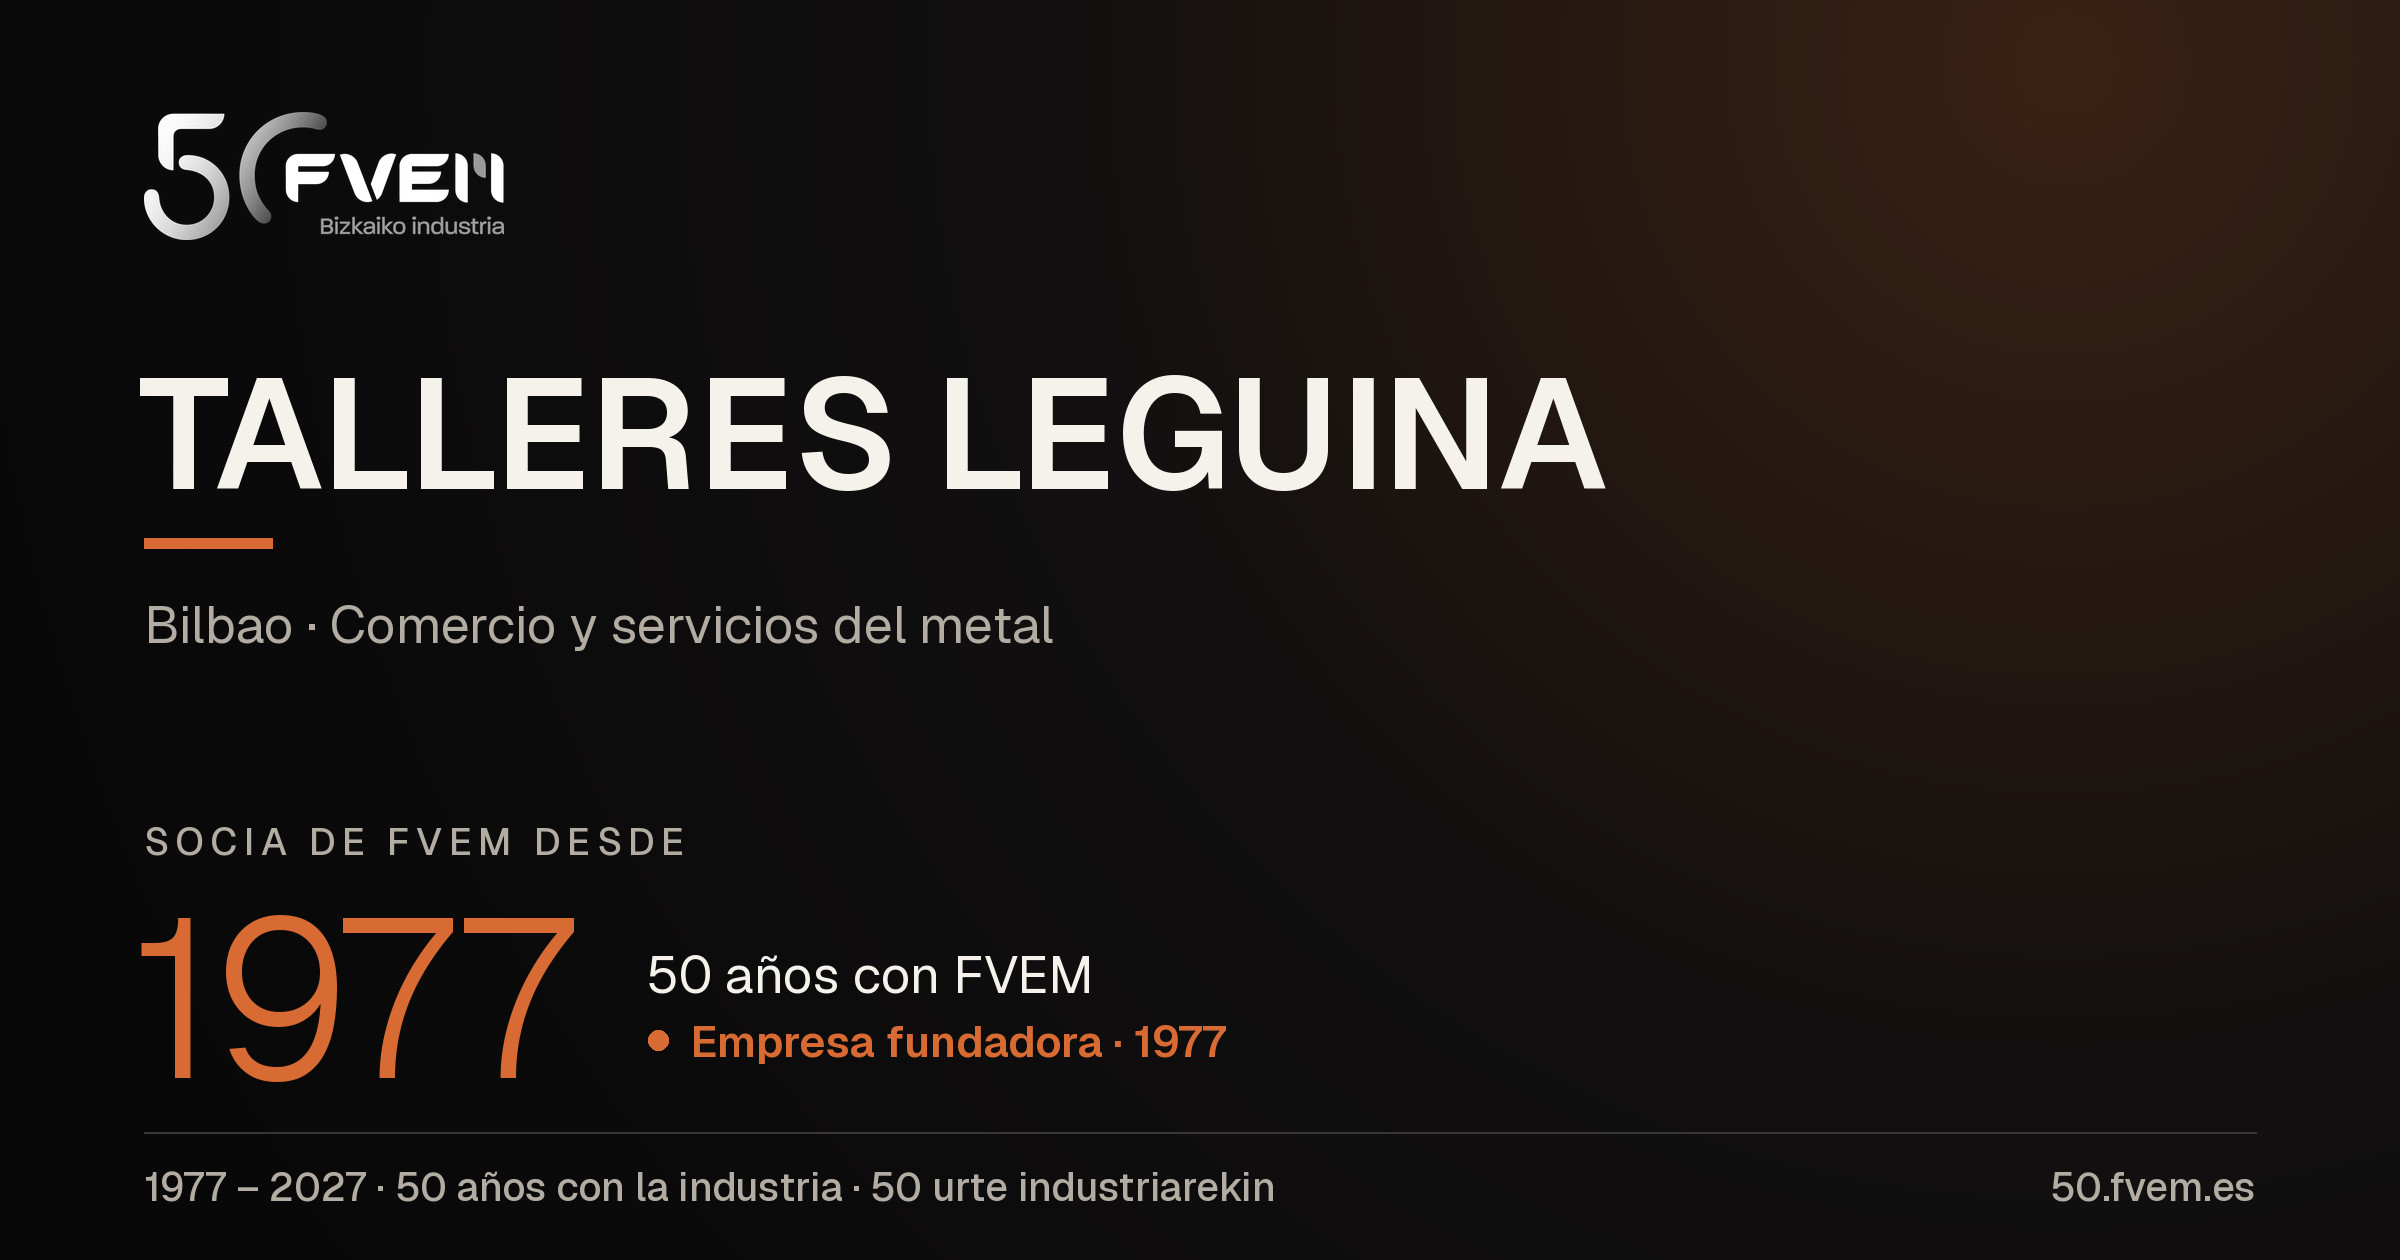 50 FVEM
Bizkaiko industria
TALLERES LEGUINA
Bilbao · Comercio y servicios del metal
SOCIA DE FVEM DESDE
1977
50 años con FVEM
Empresa fundadora · 1977
1977 – 2027 · 50 años con la industria · 50 urte industriarekin
50.fvem.es